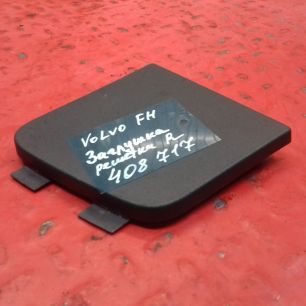 VOLVO FH
Заглушка
решетки R
408 717